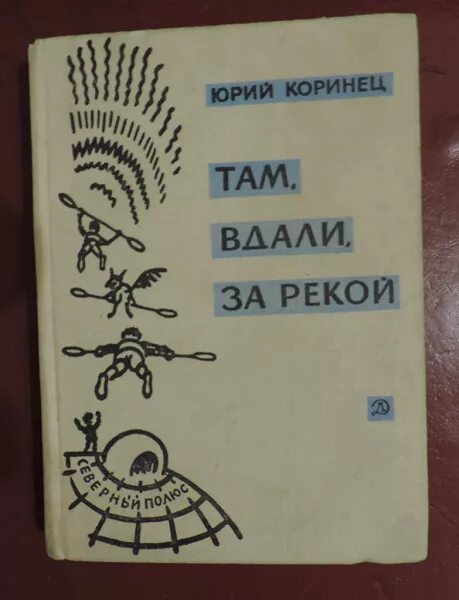 ЮРИЙ КОРИНЕЦ
ТАМ,
ВДАЛИ,
ЗА РЕКОЙ
Д
СЕВЕРНЫЙ ПОЛЮС